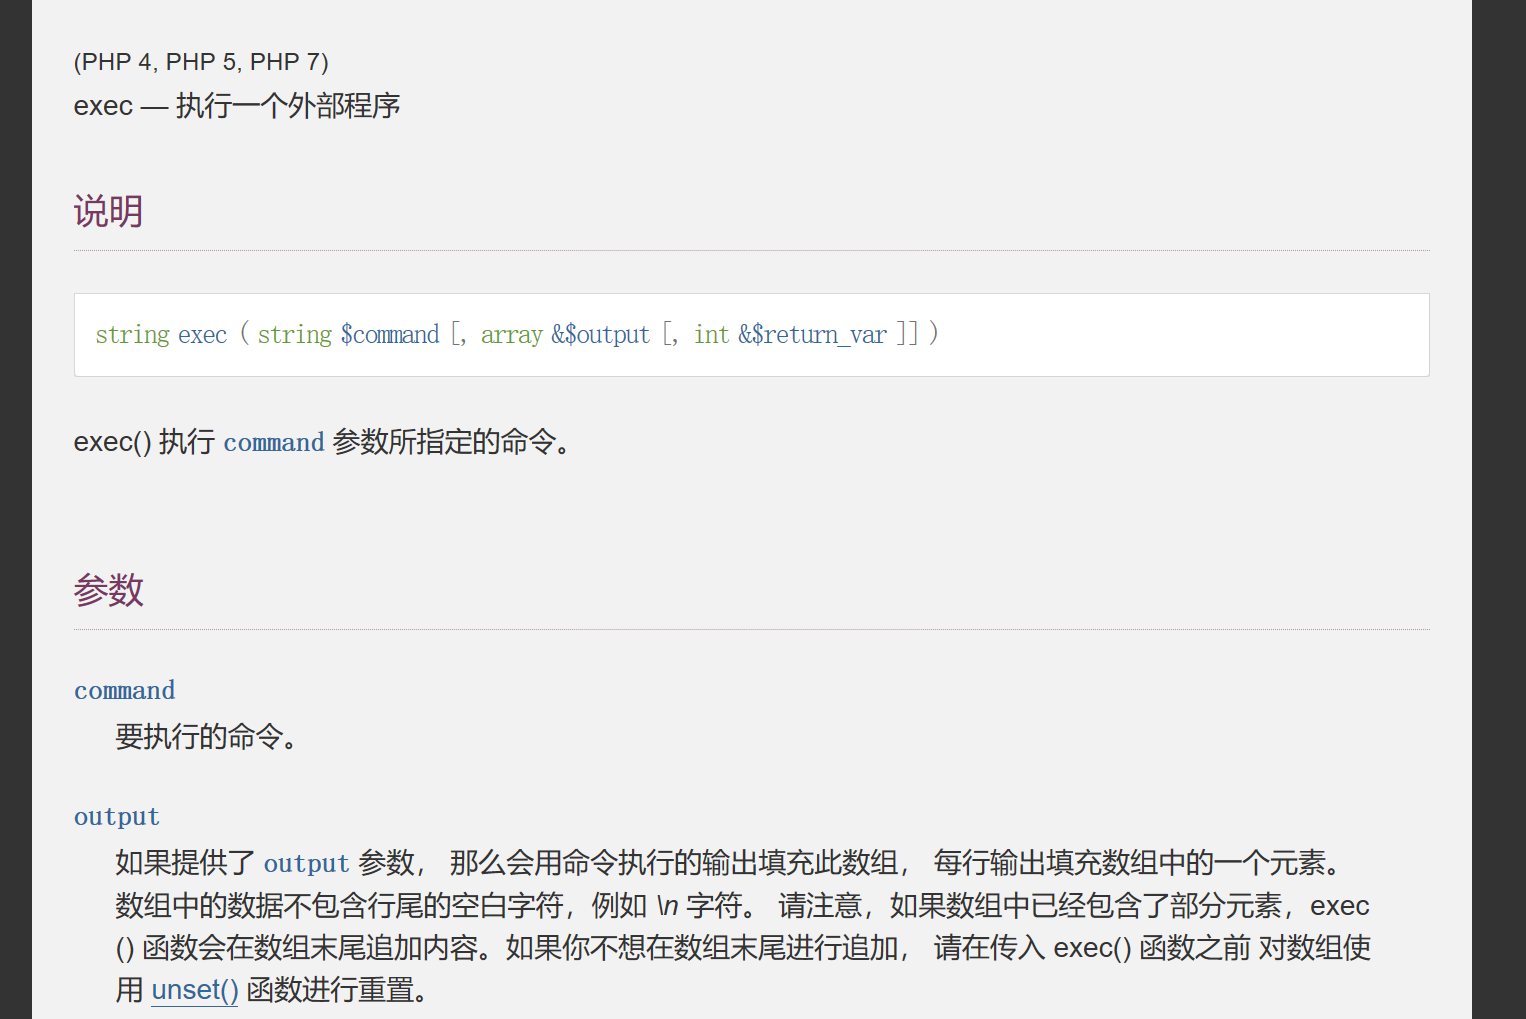 (PHP 4, PHP 5, PHP 7)
exec — 执行一个外部程序
说明
string exec ( string $command [, array &$output [, int &$return_var ]] )
exec() 执行 command 参数所指定的命令。
参数
command
要执行的命令。
output
如果提供了 output 参数， 那么会用命令执行的输出填充此数组， 每行输出填充数组中的一个元素。
数组中的数据不包含行尾的空白字符，例如 \n 字符。 请注意，如果数组中已经包含了部分元素，exec
() 函数会在数组末尾追加内容。如果你不想在数组末尾进行追加， 请在传入 exec() 函数之前 对数组使
用 unset() 函数进行重置。